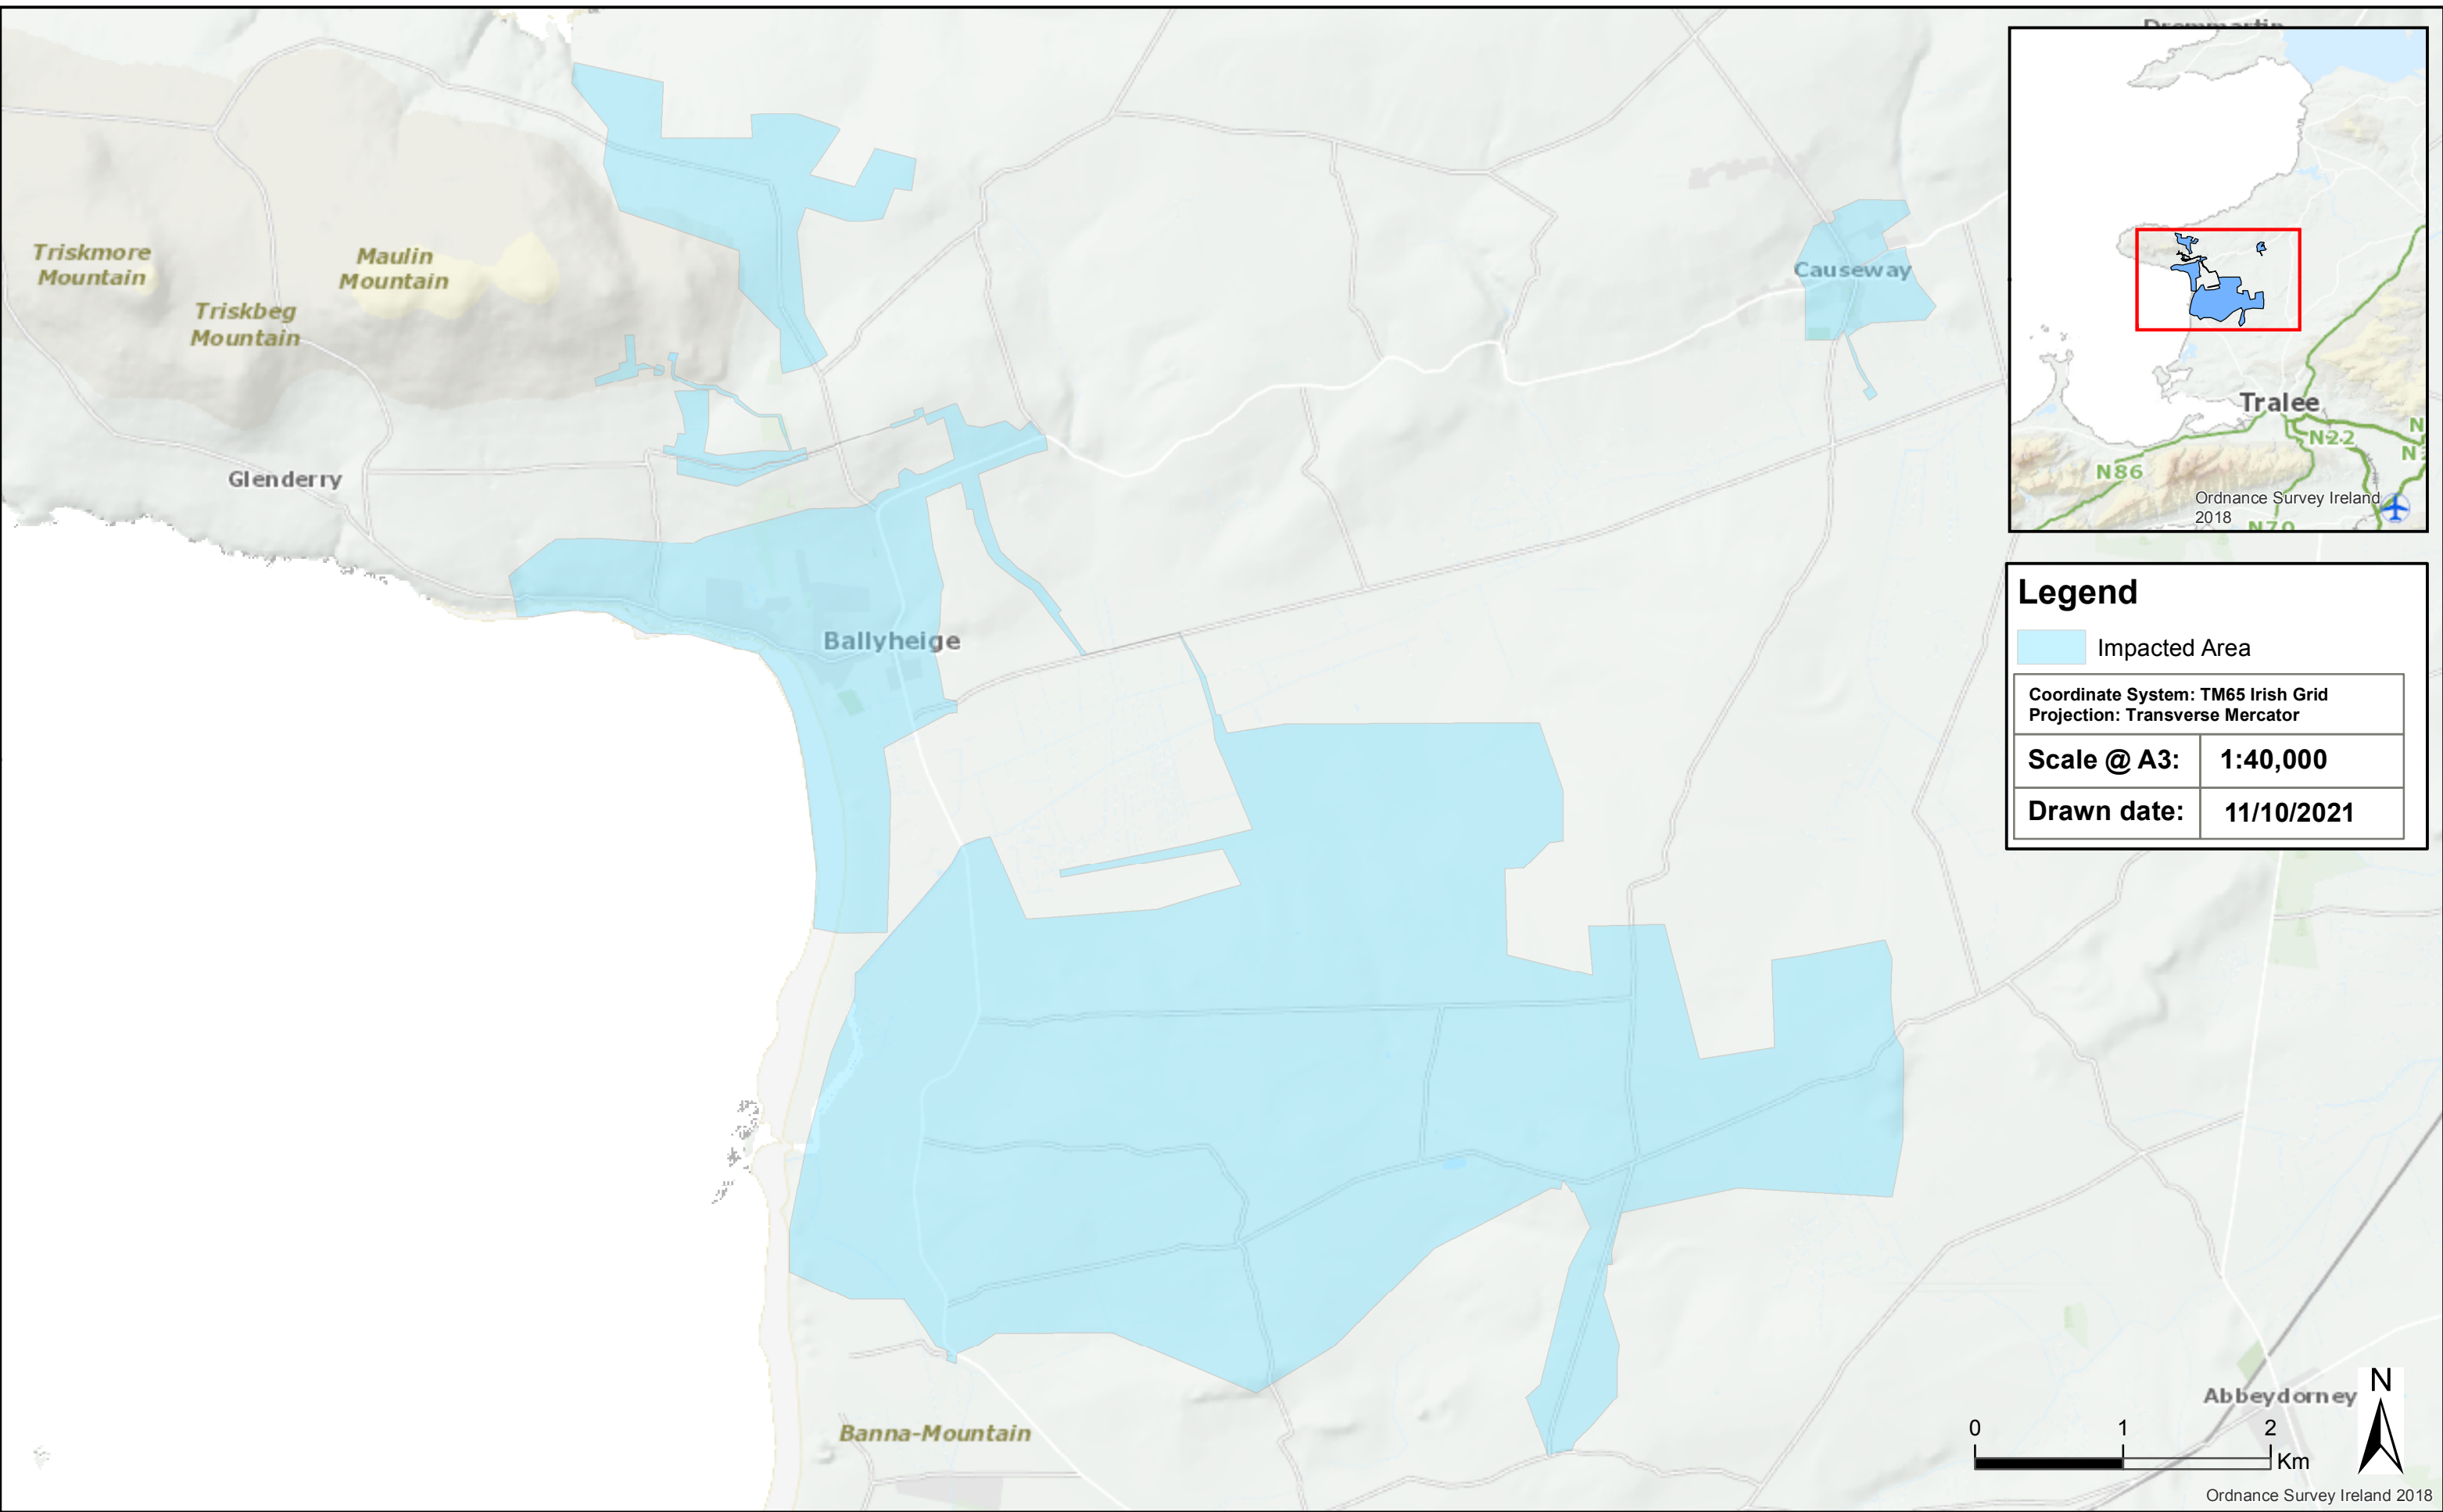 Triskmore
Mountain
Maulin
Mountain
Triskbeg
Mountain
Glenderry
Ballyheige
Causeway
Banna-Mountain
Abbeydorney
Tralee
N22
N86
N
N
N70
Ordnance Survey Ireland
2018
Legend
Impacted Area
Coordinate System: TM65 Irish Grid
Projection: Transverse Mercator
Scale @ A3: 1:40,000
Drawn date: 11/10/2021
N
0 1 2
Km
Ordnance Survey Ireland 2018